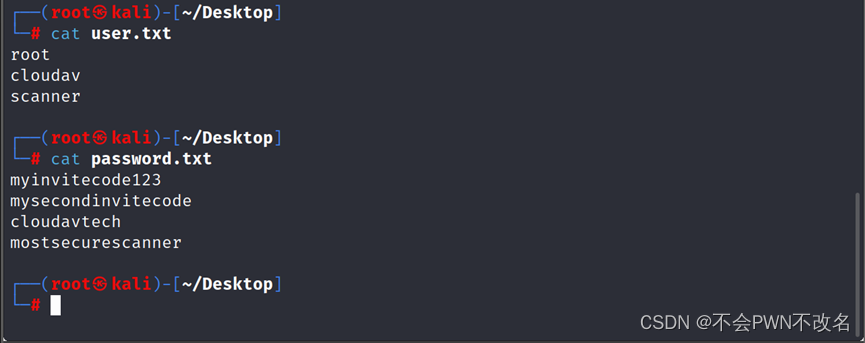 ┌──(root㉿kali)-[~/Desktop]
└─# cat user.txt
root
cloudav
scanner
┌──(root㉿kali)-[~/Desktop]
└─# cat password.txt
myinvitecode123
mysecondinvitecode
cloudavtech
mostsecurescanner
┌──(root㉿kali)-[~/Desktop]
└─#
CSDN @不会PWN不改名